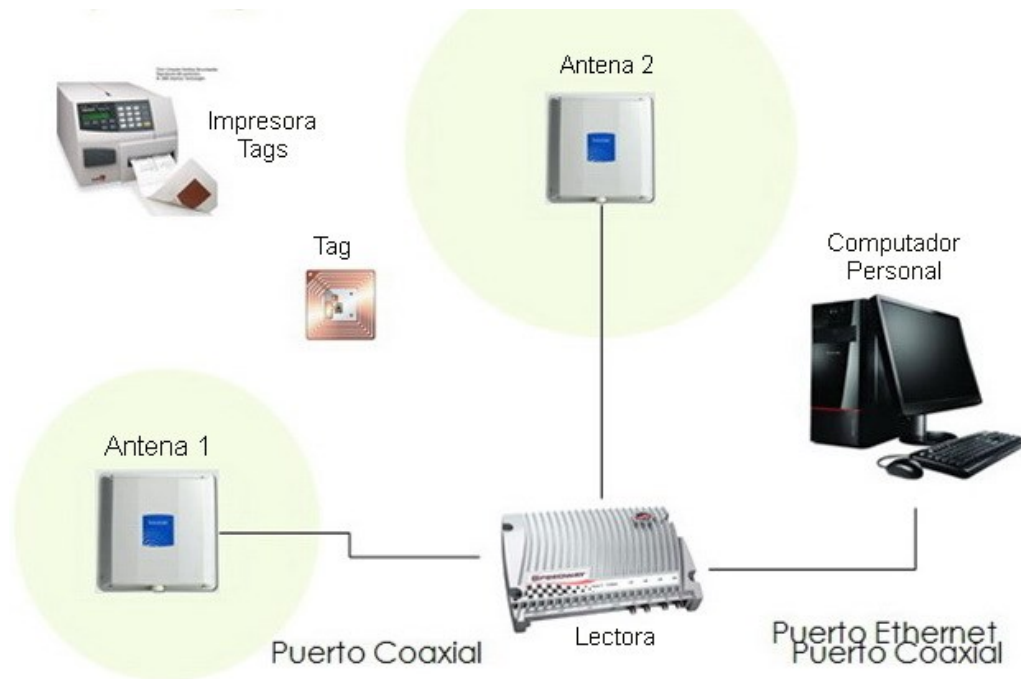 Antena 2
Impresora
Tags
Tag
Computador
Personal
Antena 1
Lectora
Puerto Coaxial
Puerto Ethernet
Puerto Coaxial